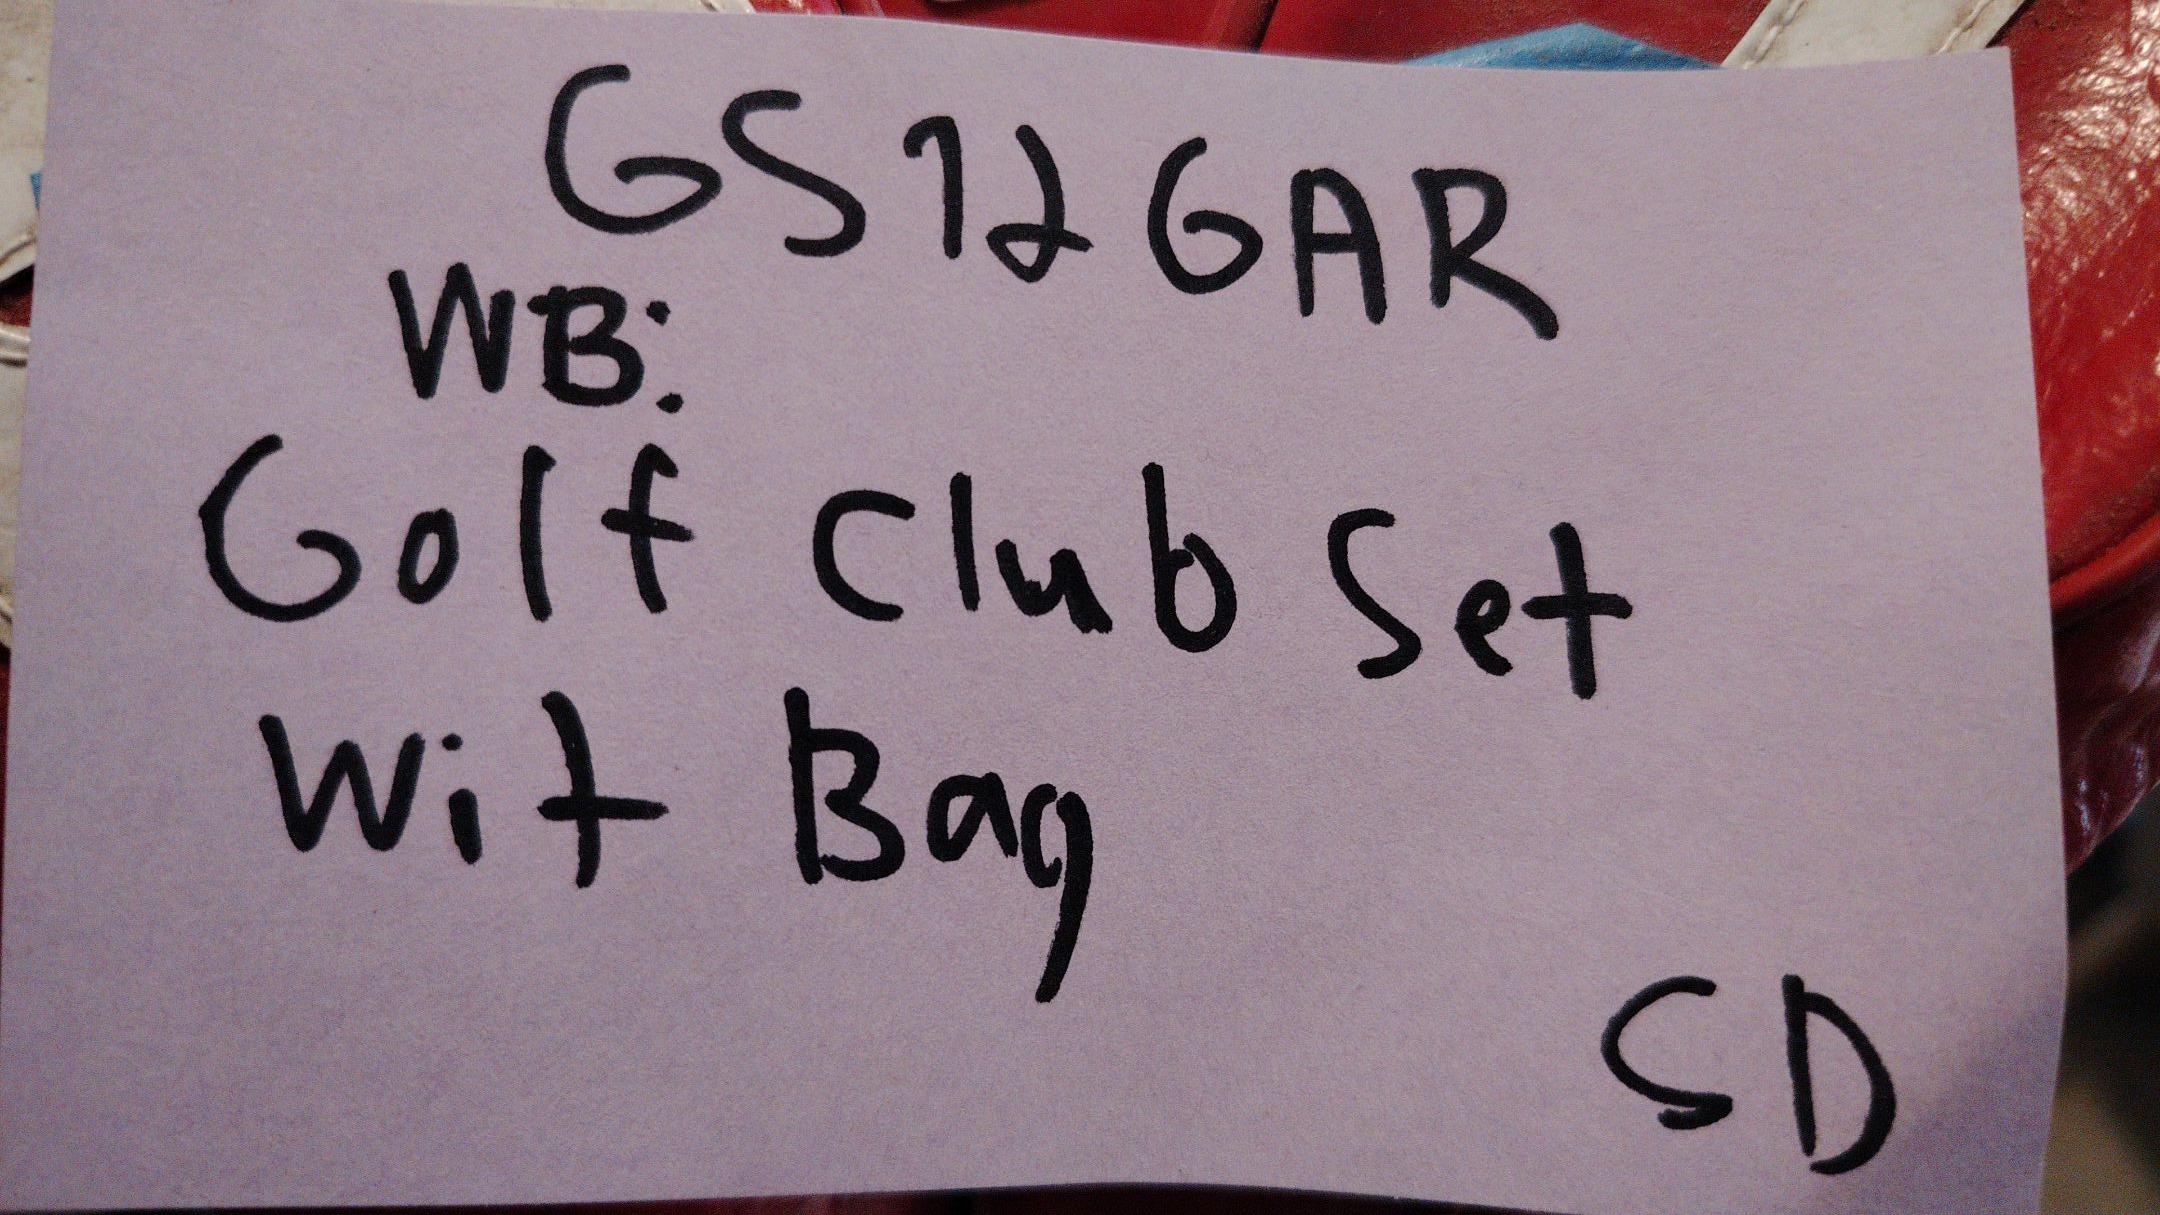 GS12GAR
WB:
Golf Club Set
Wit Bag
SD